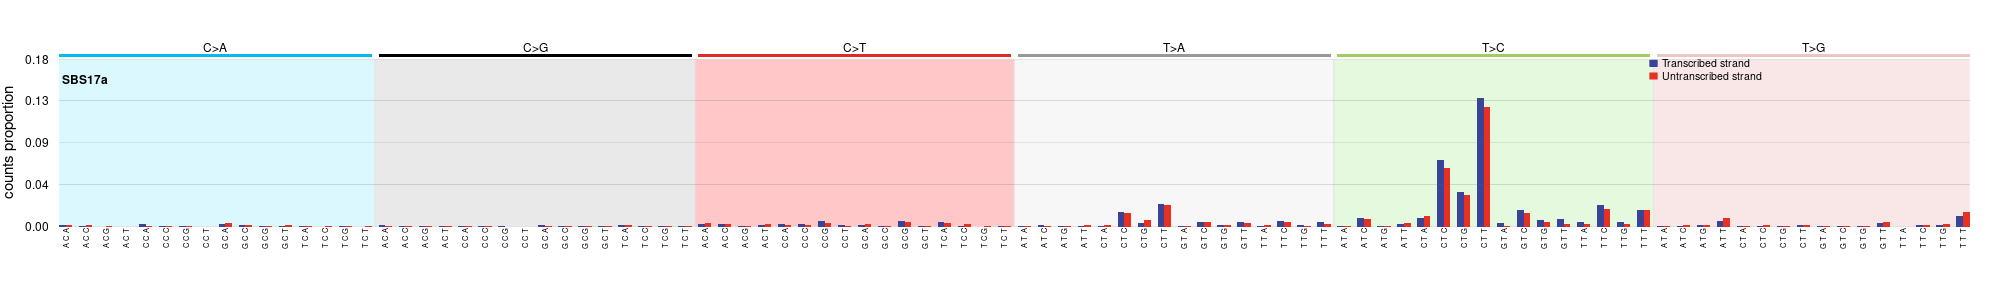 C>A C>G C>T T>A T>C T>G
0.18
SBS17a
Transcribed strand
Untranscribed strand
0.13
0.09
0.04
0.00
counts proportion
ACA ACC ACG ACT CCA CCC CCG CCT GCA GCC GCG GCT TCA TCC TCG TCT ACA ACC ACG ACT CCA CCC CCG CCT GCA GCC GCG GCT TCA TCC TCG TCT ACA ACC ACG ACT CCA CCC CCG CCT GCA GCC GCG GCT TCA TCC TCG TCT ATA ATC ATG ATT CTA CTC CTG CTT GTA GTC GTG GTT TTA TTC TTG TTT ATA ATC ATG ATT CTA CTC CTG CTT GTA GTC GTG GTT TTA TTC TTG TTT ATA ATC ATG ATT CTA CTC CTG CTT GTA GTC GTG GTT TTA TTC TTG TTT